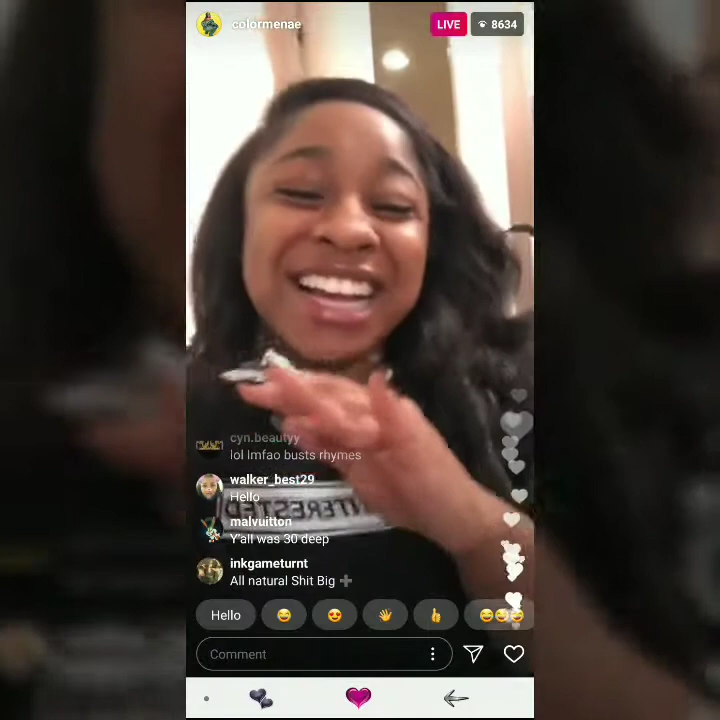 colormenae
LIVE
8634
cyn.beautyy
lol lmfao busts rhymes
walker_best29
Hello
malvuitton
Y'all was 30 deep
inkgameturnt
All natural Shit Big ➕
Hello
Comment